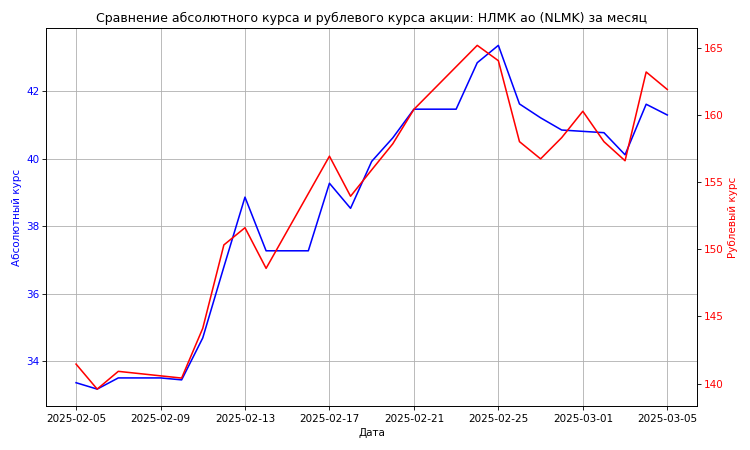 Сравнение абсолютного курса и рублевого курса акции: НЛМК ао (NLMK) за месяц
Абсолютный курс
42
40
38
36
34
165
160
155
150
145
140
Рублевый курс
2025-02-05 2025-02-09 2025-02-13 2025-02-17 2025-02-21 2025-02-25 2025-03-01 2025-03-05
Дата